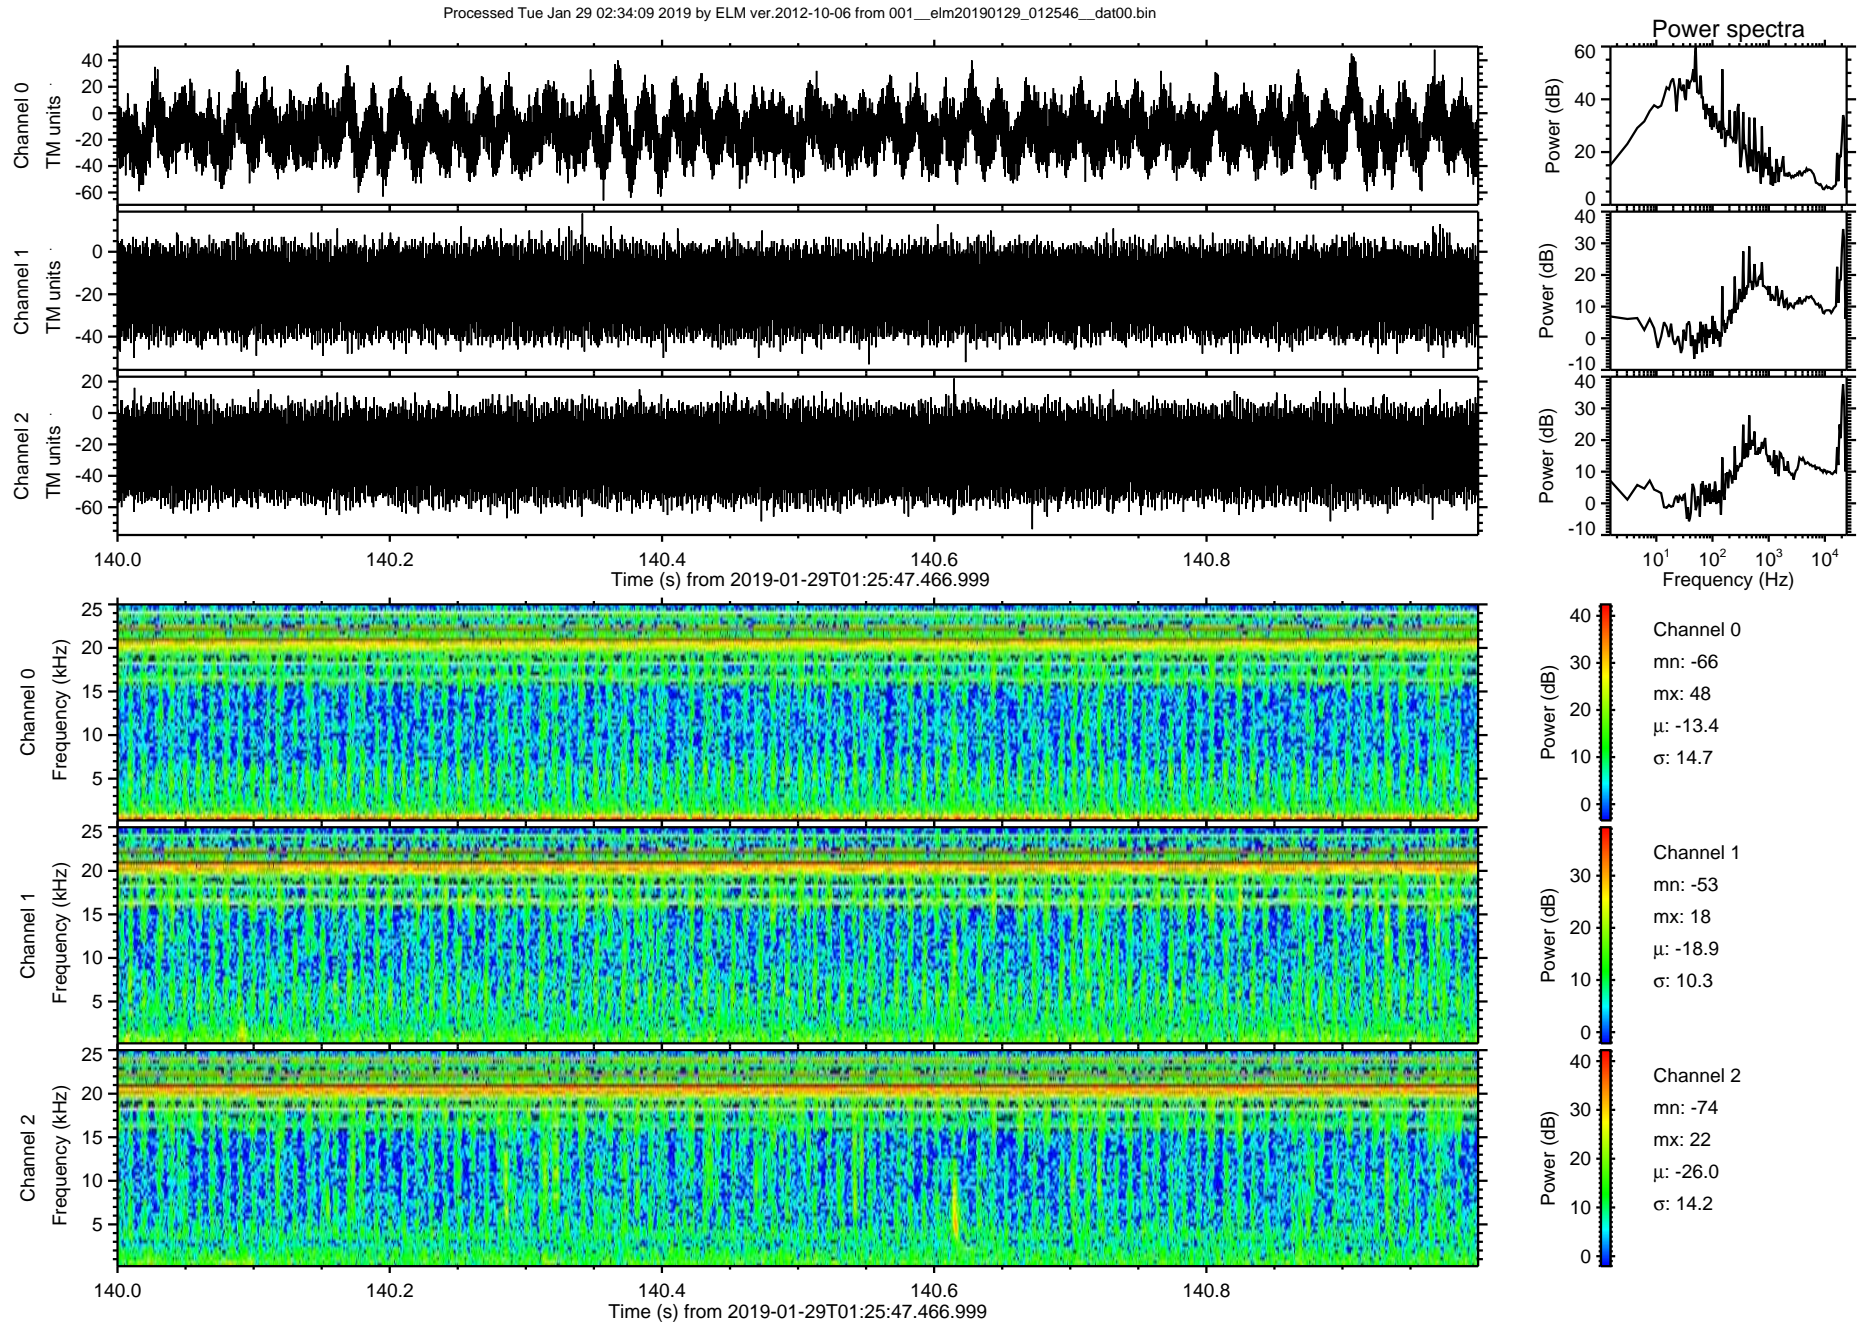 Processed Tue Jan 29 02:34:09 2019 by ELM ver.2012-10-06 from 001__elm20190129_012546__dat00.bin
Power spectra
Channel 0
TM units
40
20
0
-20
-40
-60
Power (dB)
60
40
20
0
Channel 1
TM units
0
-20
-40
Power (dB)
40
30
20
10
0
-10
Channel 2
TM units
20
0
-20
-40
-60
Power (dB)
40
30
20
10
0
-10
140.0 140.2 140.4 140.6 140.8
Time (s) from 2019-01-29T01:25:47.466.999
10¹ 10² 10³ 10⁴
Frequency (Hz)
Channel 0
Frequency (kHz)
25
20
15
10
5
Power (dB)
40
30
20
10
0
Channel 0
mn: -66
mx: 48
μ: -13.4
σ: 14.7
Channel 1
Frequency (kHz)
25
20
15
10
5
Power (dB)
30
20
10
0
Channel 1
mn: -53
mx: 18
μ: -18.9
σ: 10.3
Channel 2
Frequency (kHz)
25
20
15
10
5
Power (dB)
40
30
20
10
0
Channel 2
mn: -74
mx: 22
μ: -26.0
σ: 14.2
140.0 140.2 140.4 140.6 140.8
Time (s) from 2019-01-29T01:25:47.466.999